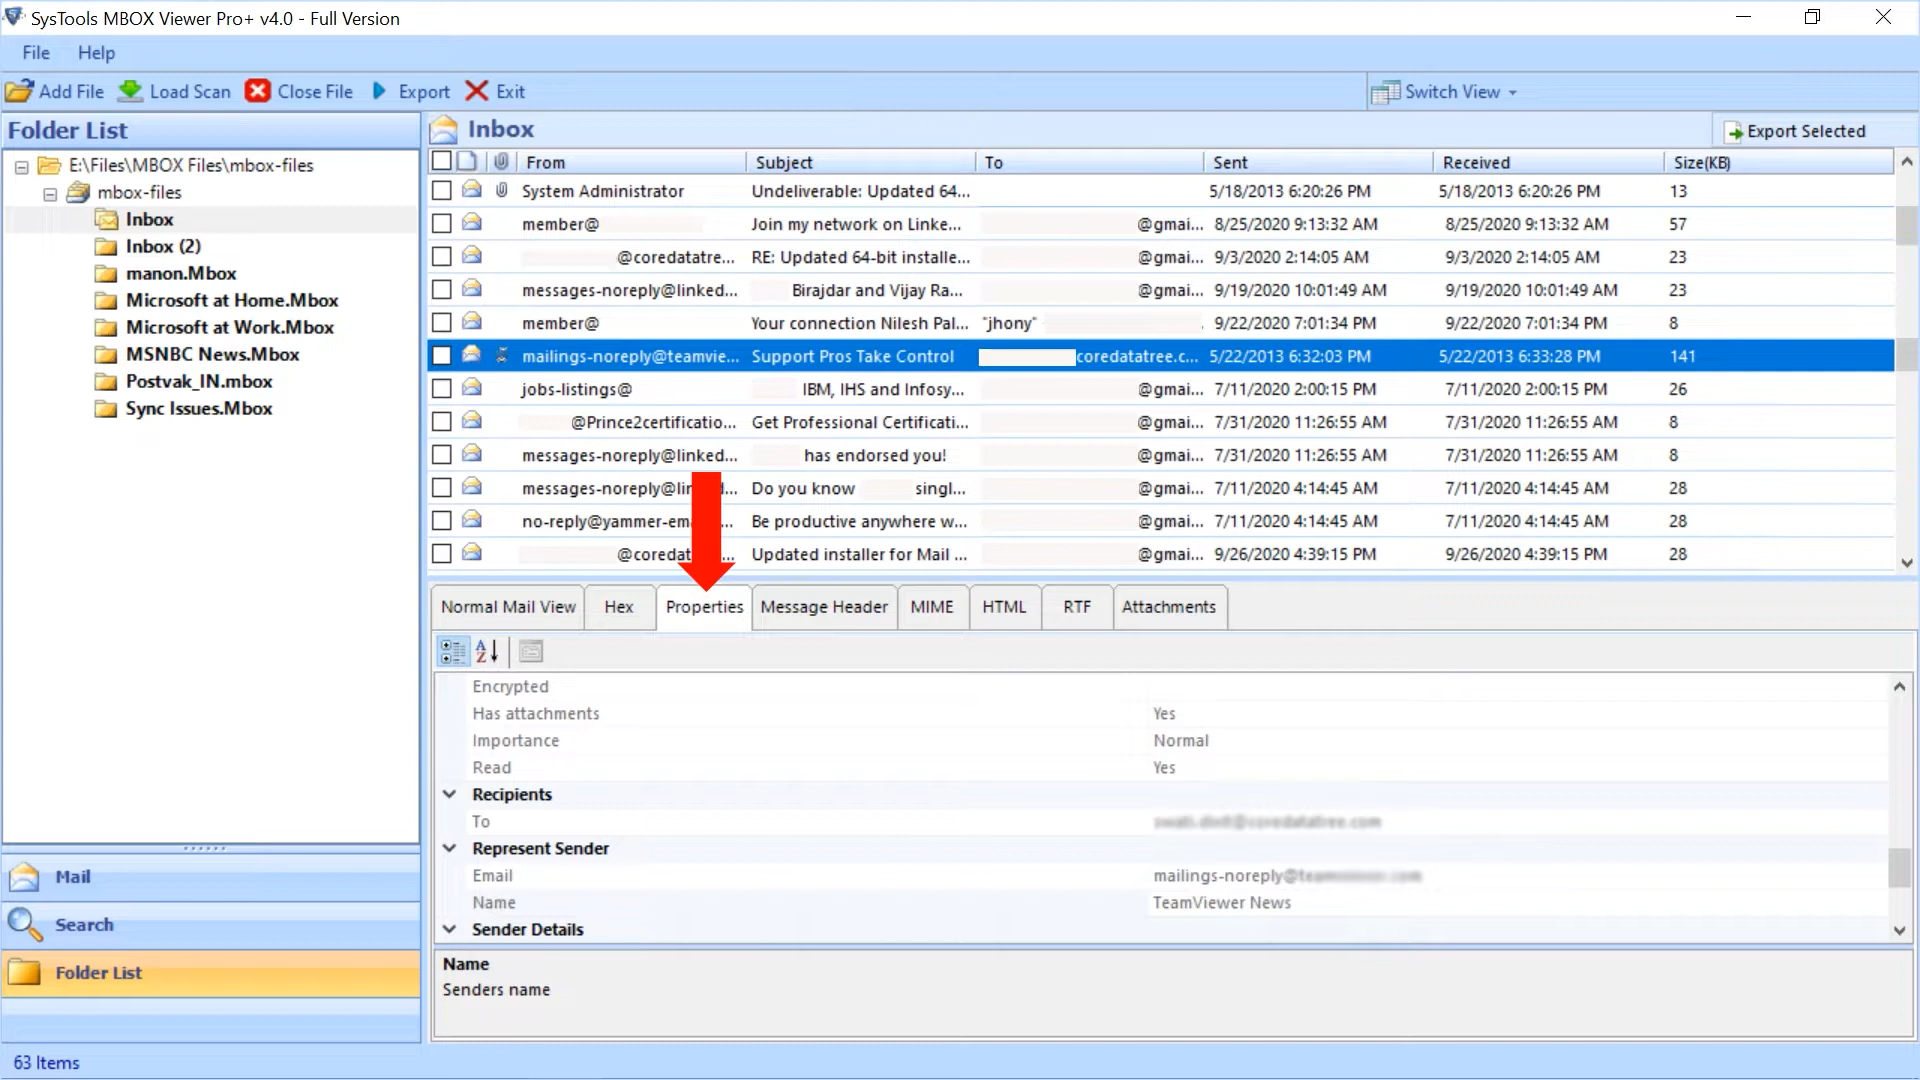 SysTools MBOX Viewer Pro+ v4.0 - Full Version
File Help
Add File Load Scan Close File Export Exit Switch View
Folder List
E:\Files\MBOX Files\mbox-files
mbox-files
Inbox
Inbox (2)
manon.Mbox
Microsoft at Home.Mbox
Microsoft at Work.Mbox
MSNBC News.Mbox
Postvak_IN.mbox
Sync Issues.Mbox
Mail
Search
Folder List
63 Items
Inbox Export Selected
From Subject To Sent Received Size(KB)
System Administrator Undeliverable: Updated 64... 5/18/2013 6:20:26 PM 5/18/2013 6:20:26 PM 13
member@ Join my network on Linke... @gmai... 8/25/2020 9:13:32 AM 8/25/2020 9:13:32 AM 57
@coredatatre... RE: Updated 64-bit installe... @gmai... 9/3/2020 2:14:05 AM 9/3/2020 2:14:05 AM 23
messages-noreply@linked... Birajdar and Vijay Ra... @gmai... 9/19/2020 10:01:49 AM 9/19/2020 10:01:49 AM 23
member@ Your connection Nilesh Pal... "jhony" . 9/22/2020 7:01:34 PM 9/22/2020 7:01:34 PM 8
mailings-noreply@teamvie... Support Pros Take Control coredatatree.c... 5/22/2013 6:32:03 PM 5/22/2013 6:33:28 PM 141
jobs-listings@ IBM, IHS and Infosy... @gmai... 7/11/2020 2:00:15 PM 7/11/2020 2:00:15 PM 26
@Prince2certificatio... Get Professional Certificati... @gmai... 7/31/2020 11:26:55 AM 7/31/2020 11:26:55 AM 8
messages-noreply@linked... has endorsed you! @gmai... 7/31/2020 11:26:55 AM 7/31/2020 11:26:55 AM 8
messages-noreply@lin d... Do you know singl... @gmai... 7/11/2020 4:14:45 AM 7/11/2020 4:14:45 AM 28
no-reply@yammer-em ... Be productive anywhere w... @gmai... 7/11/2020 4:14:45 AM 7/11/2020 4:14:45 AM 28
@coredat ... Updated installer for Mail ... @gmai... 9/26/2020 4:39:15 PM 9/26/2020 4:39:15 PM 28
Normal Mail View Hex Properties Message Header MIME HTML RTF Attachments
Encrypted
Has attachments Yes
Importance Normal
Read Yes
Recipients
To
Represent Sender
Email mailings-noreply@
Name TeamViewer News
Sender Details
Name
Senders name